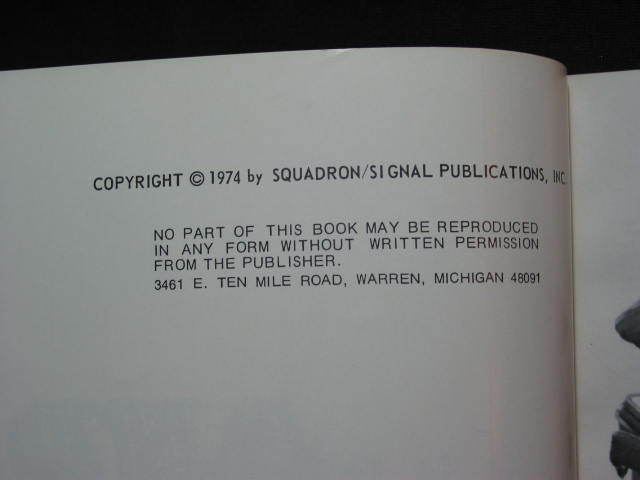 COPYRIGHT © 1974 by SQUADRON/SIGNAL PUBLICATIONS, INC.
NO PART OF THIS BOOK MAY BE REPRODUCED
IN ANY FORM WITHOUT WRITTEN PERMISSION
FROM THE PUBLISHER.
3461 E. TEN MILE ROAD, WARREN, MICHIGAN 48091